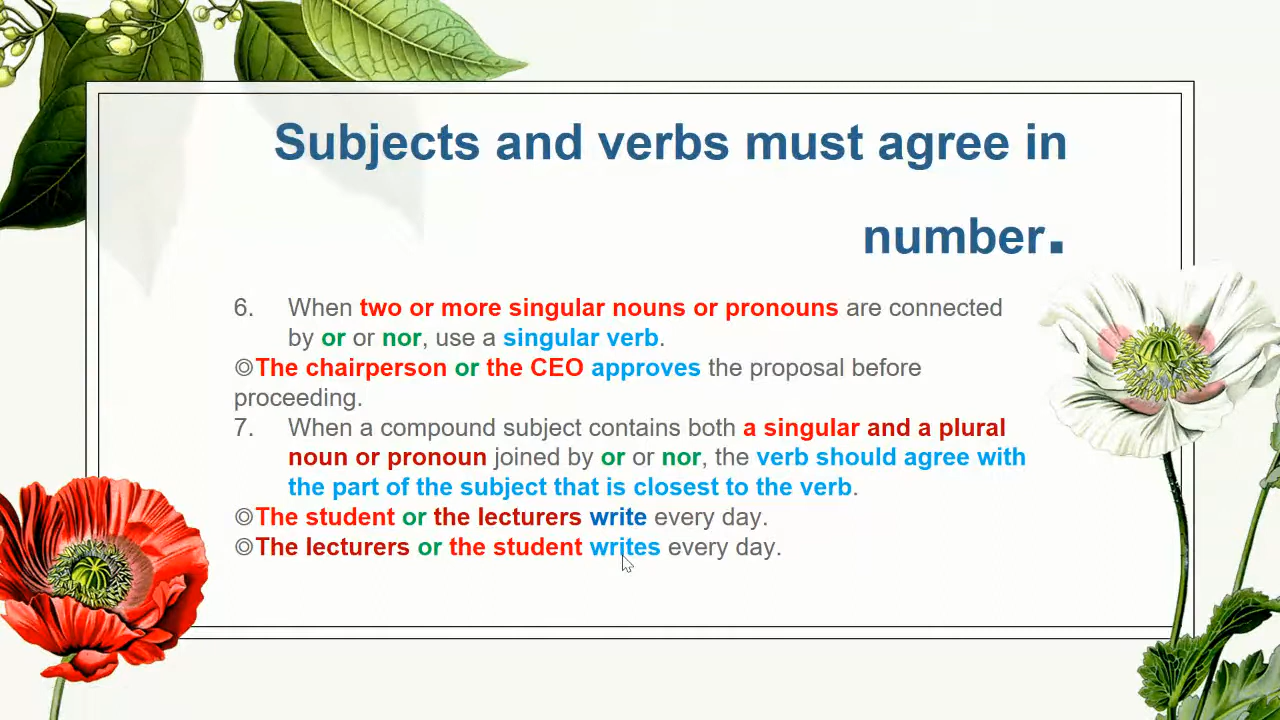 Subjects and verbs must agree in
number.
6. When two or more singular nouns or pronouns are connected
by or or nor, use a singular verb.
◎The chairperson or the CEO approves the proposal before
proceeding.
7. When a compound subject contains both a singular and a plural
noun or pronoun joined by or or nor, the verb should agree with
the part of the subject that is closest to the verb.
◎The student or the lecturers write every day.
◎The lecturers or the student writes every day.